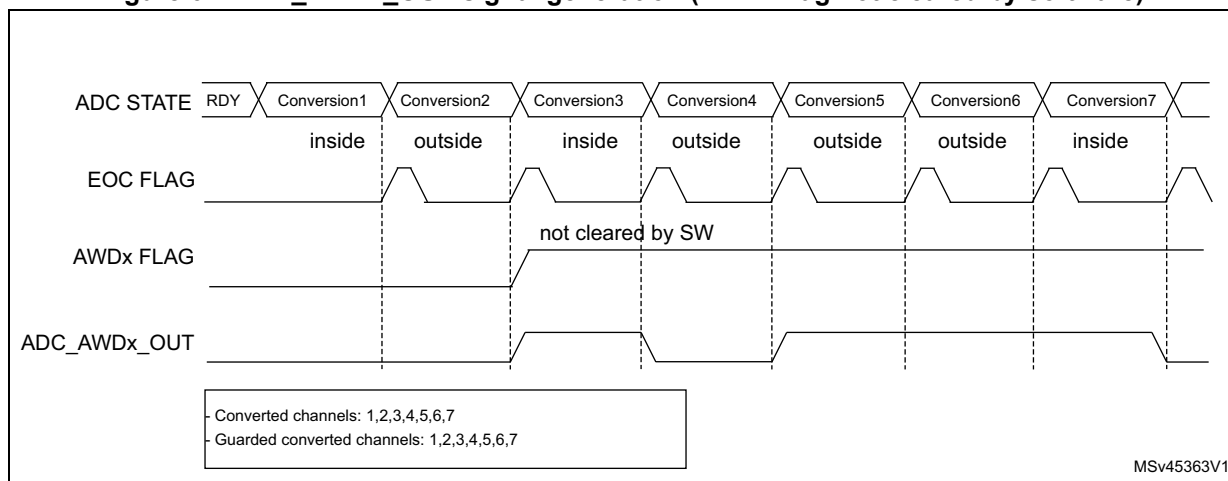 ADC STATE RDY Conversion1 Conversion2 Conversion3 Conversion4 Conversion5 Conversion6 Conversion7
inside outside inside outside outside outside inside
EOC FLAG
not cleared by SW
AWDx FLAG
ADC_AWDx_OUT
- Converted channels: 1,2,3,4,5,6,7
- Guarded converted channels: 1,2,3,4,5,6,7
MSv45363V1